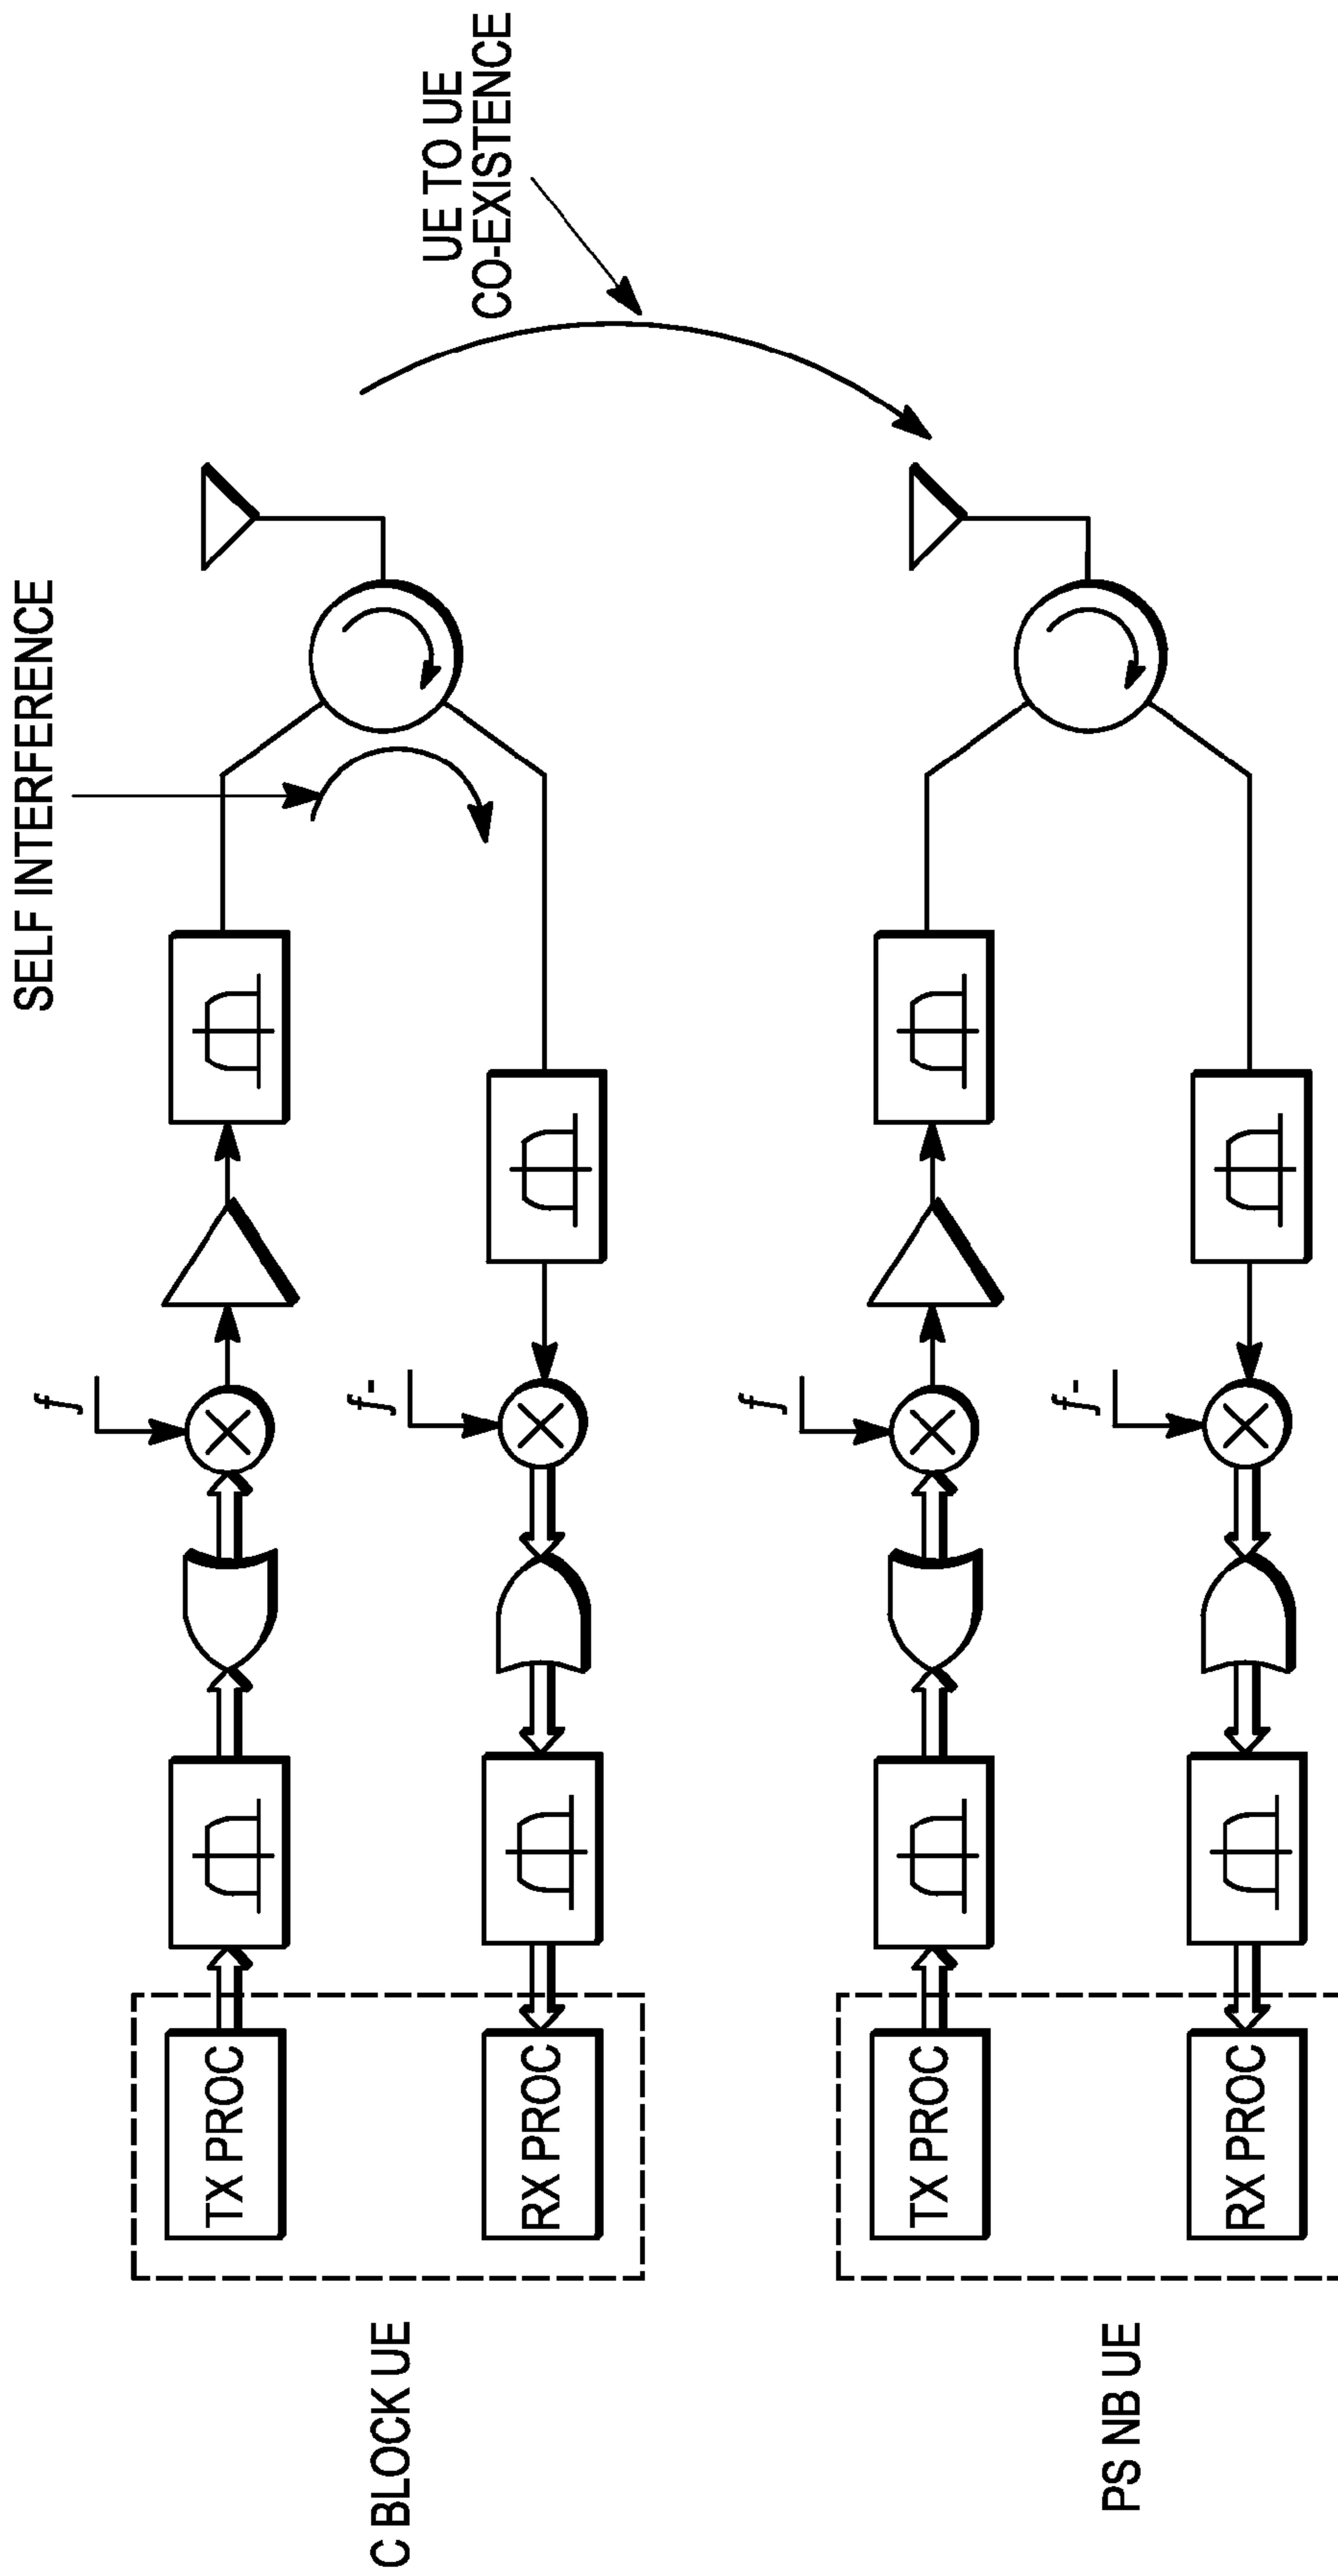 SELF INTERFERENCE
UE TO UE
CO-EXISTENCE
f
f-
C BLOCK UE
TX PROC
RX PROC
f
f-
PS NB UE
TX PROC
RX PROC